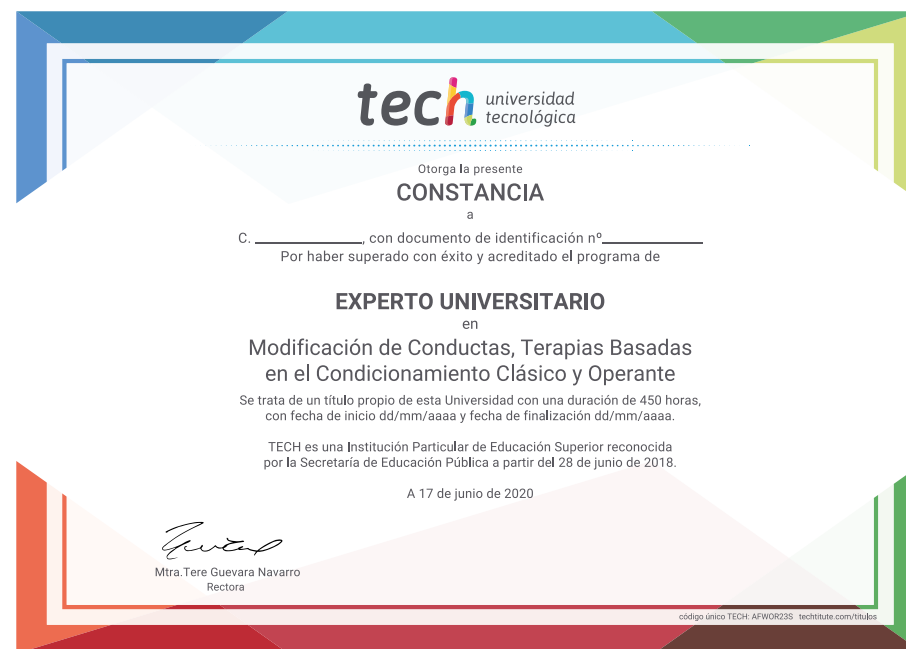 tech universidad
tecnológica
Otorga la presente
CONSTANCIA
a
C. ____________, con documento de identificación nº____________
Por haber superado con éxito y acreditado el programa de
EXPERTO UNIVERSITARIO
en
Modificación de Conductas, Terapias Basadas
en el Condicionamiento Clásico y Operante
Se trata de un título propio de esta Universidad con una duración de 450 horas,
con fecha de inicio dd/mm/aaaa y fecha de finalización dd/mm/aaaa.
TECH es una Institución Particular de Educación Superior reconocida
por la Secretaría de Educación Pública a partir del 28 de junio de 2018.
A 17 de junio de 2020
Mtra.Tere Guevara Navarro
Rectora
código único TECH: AFWOR23S techtitute.com/titulos